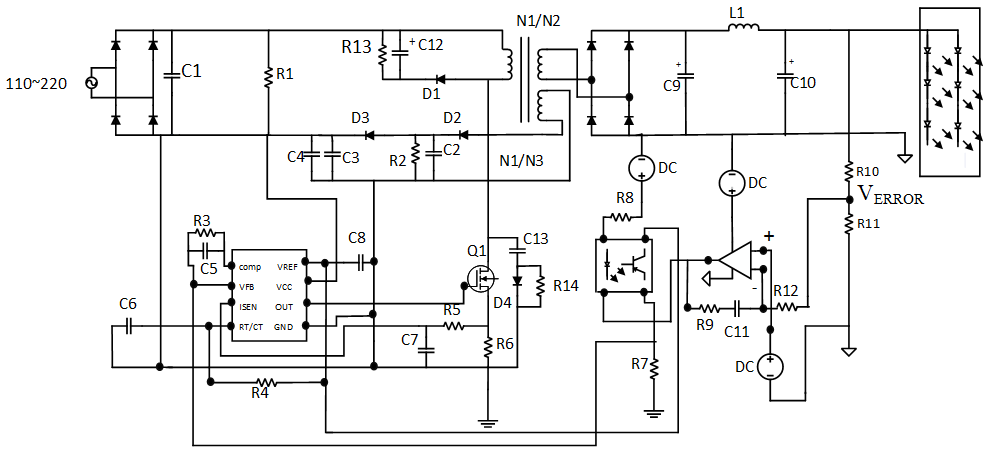 N1/N2
L1
R13
+
C12
110~220
C1
R1
D1
+
C9
+
C10
D3
D2
C4
C3
R2
C2
N1/N3
DC
DC
R10
VERROR
R11
R3
C5
R8
C8
Q1
C13
+
comp
VREF
VFB
VCC
ISEN
OUT
RT/CT
GND
D4
R14
-
R12
C6
R5
R9
C11
C7
R6
R7
DC
R4